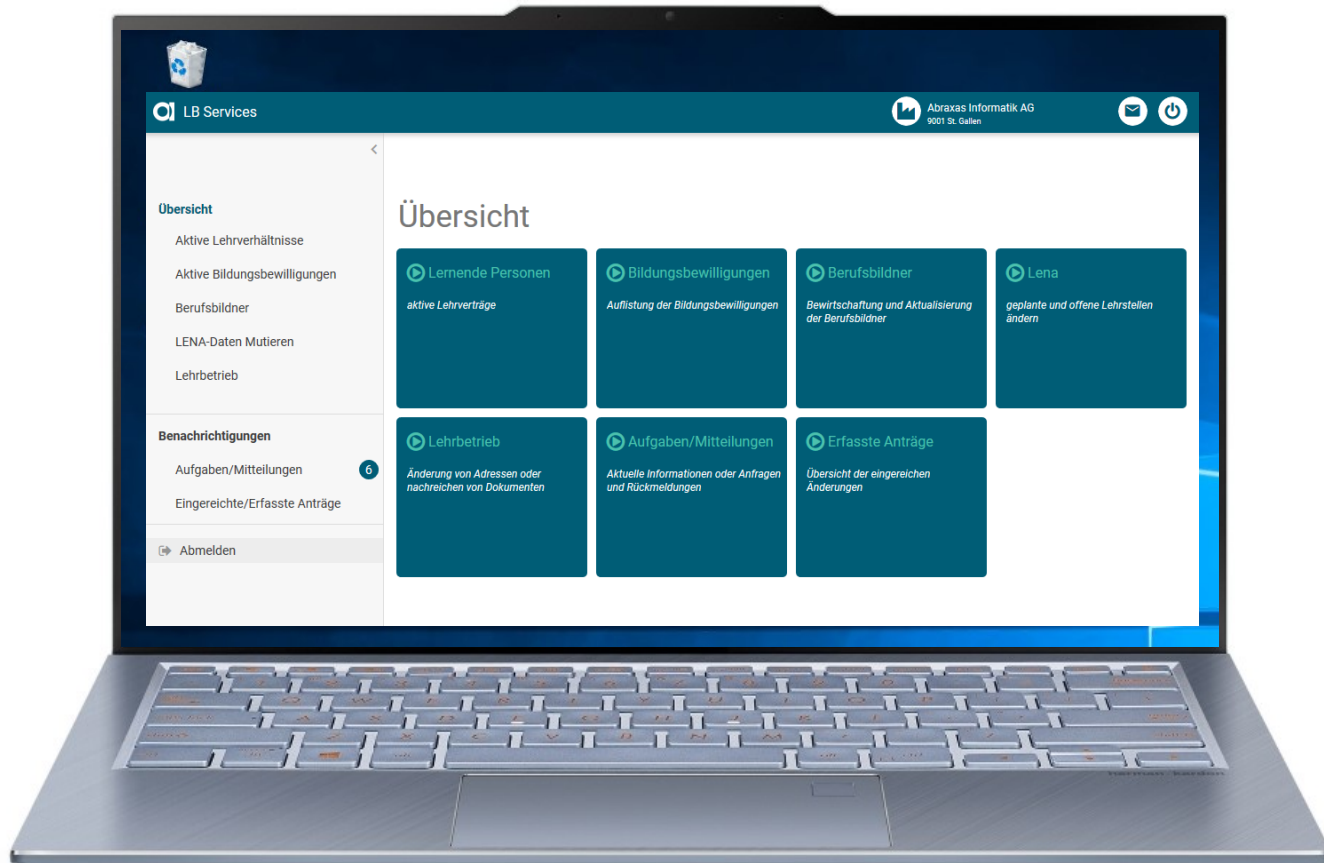 LB Services
Abraxas Informatik AG
9001 St. Gallen
Übersicht
Aktive Lehrverhältnisse
Aktive Bildungsbewilligungen
Berufsbildner
LENA-Daten Mutieren
Lehrbetrieb
Benachrichtigungen
Aufgaben/Mitteilungen 6
Eingereichte/Erfasste Anträge
Abmelden
Übersicht
Lernende Personen
aktive Lehrverträge
Bildungsbewilligungen
Auflistung der Bildungsbewilligungen
Berufsbildner
Bewirtschaftung und Aktualisierung
der Berufsbildner
Lena
geplante und offene Lehrstellen
ändern
Lehrbetrieb
Änderung von Adressen oder
nachreichen von Dokumenten
Aufgaben/Mitteilungen
Aktuelle Informationen oder Anfragen
und Rückmeldungen
Erfasste Anträge
Übersicht der eingereichen
Änderungen
harman/kardon